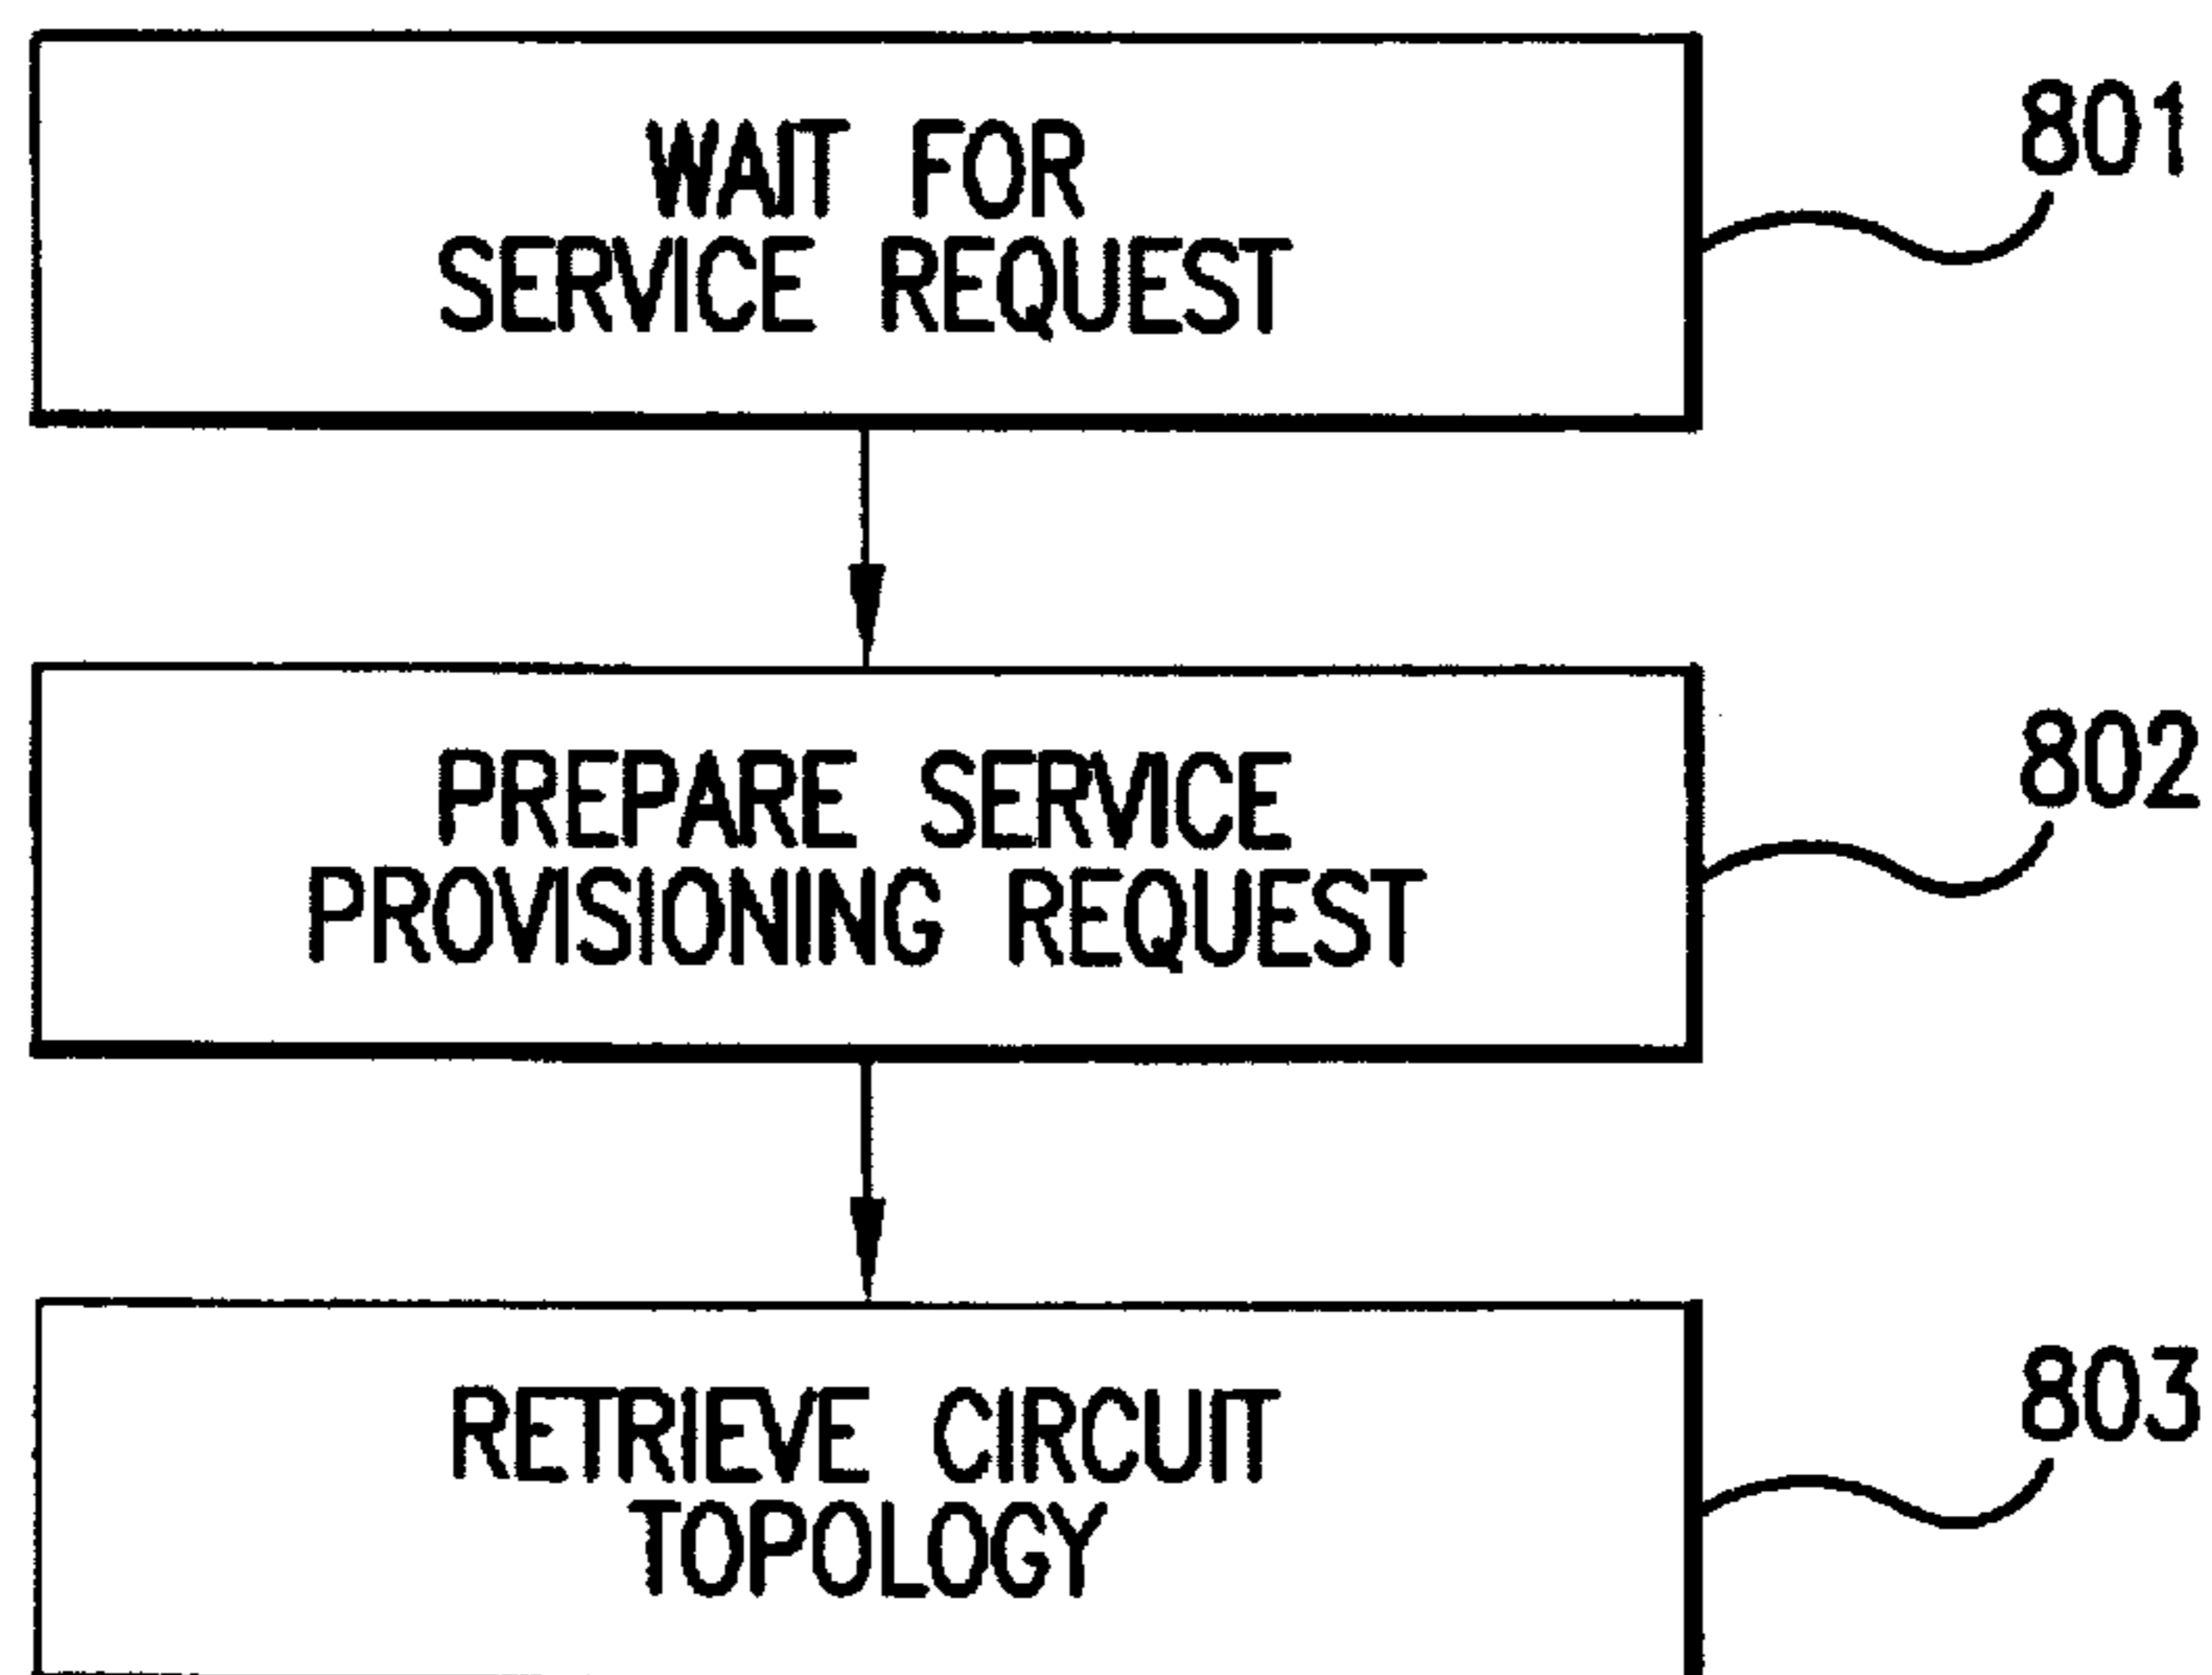 WAIT FOR
SERVICE REQUEST
801
PREPARE SERVICE
PROVISIONING REQUEST
802
RETRIEVE CIRCUIT
TOPOLOGY
803